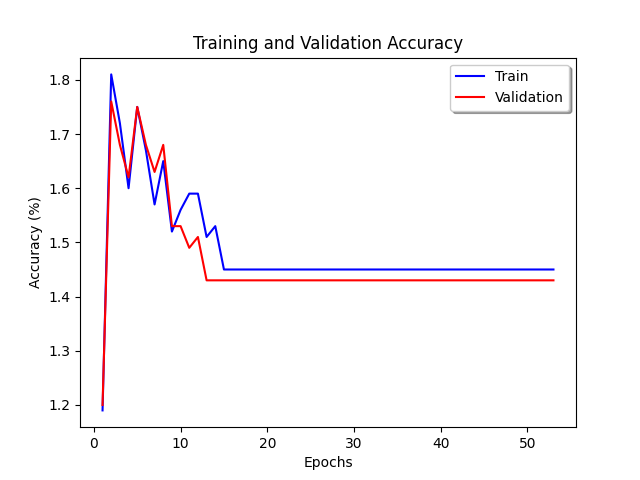 Training and Validation Accuracy
Train
Validation
Accuracy (%)
1.8
1.7
1.6
1.5
1.4
1.3
1.2
0 10 20 30 40 50
Epochs